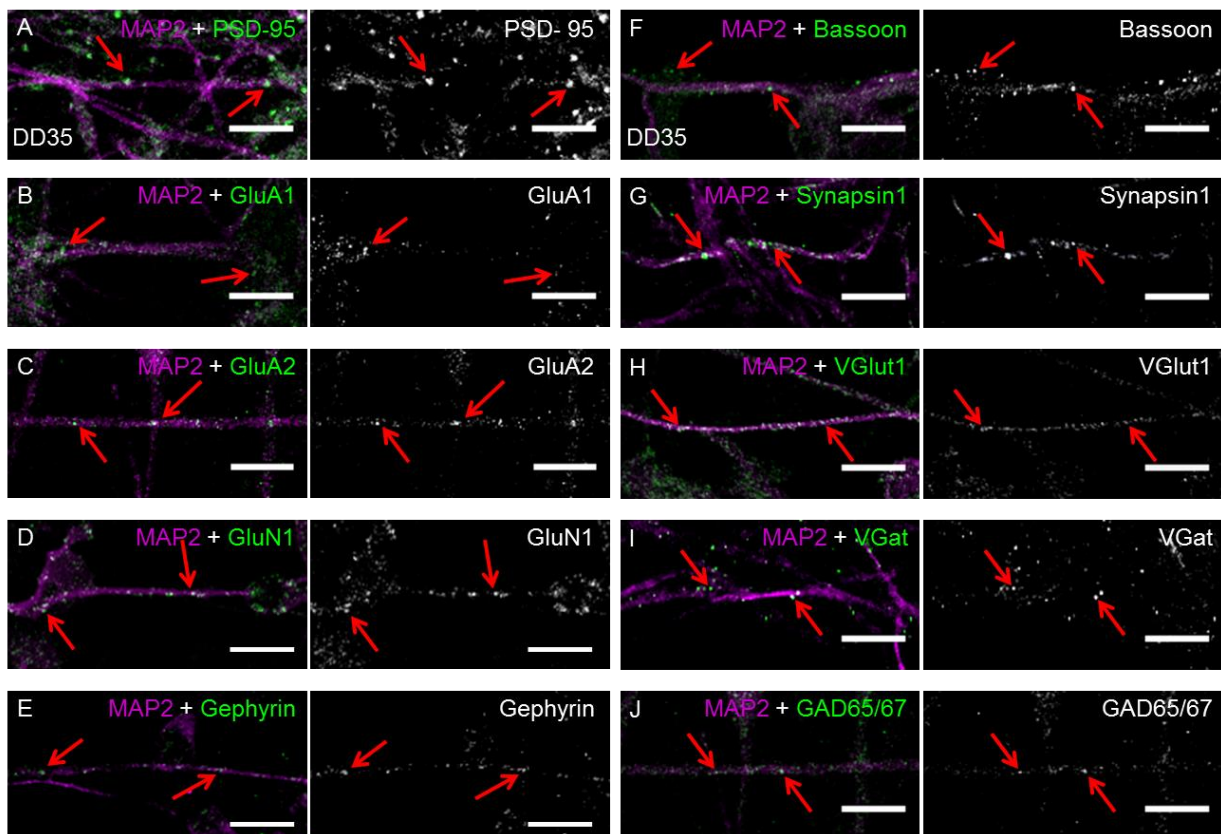 A MAP2 + PSD-95 PSD- 95
DD35
B MAP2 + GluA1 GluA1
C MAP2 + GluA2 GluA2
D MAP2 + GluN1 GluN1
E MAP2 + Gephyrin Gephyrin
F MAP2 + Bassoon Bassoon
DD35
G MAP2 + Synapsin1 Synapsin1
H MAP2 + VGlut1 VGlut1
I MAP2 + VGat VGat
J MAP2 + GAD65/67 GAD65/67